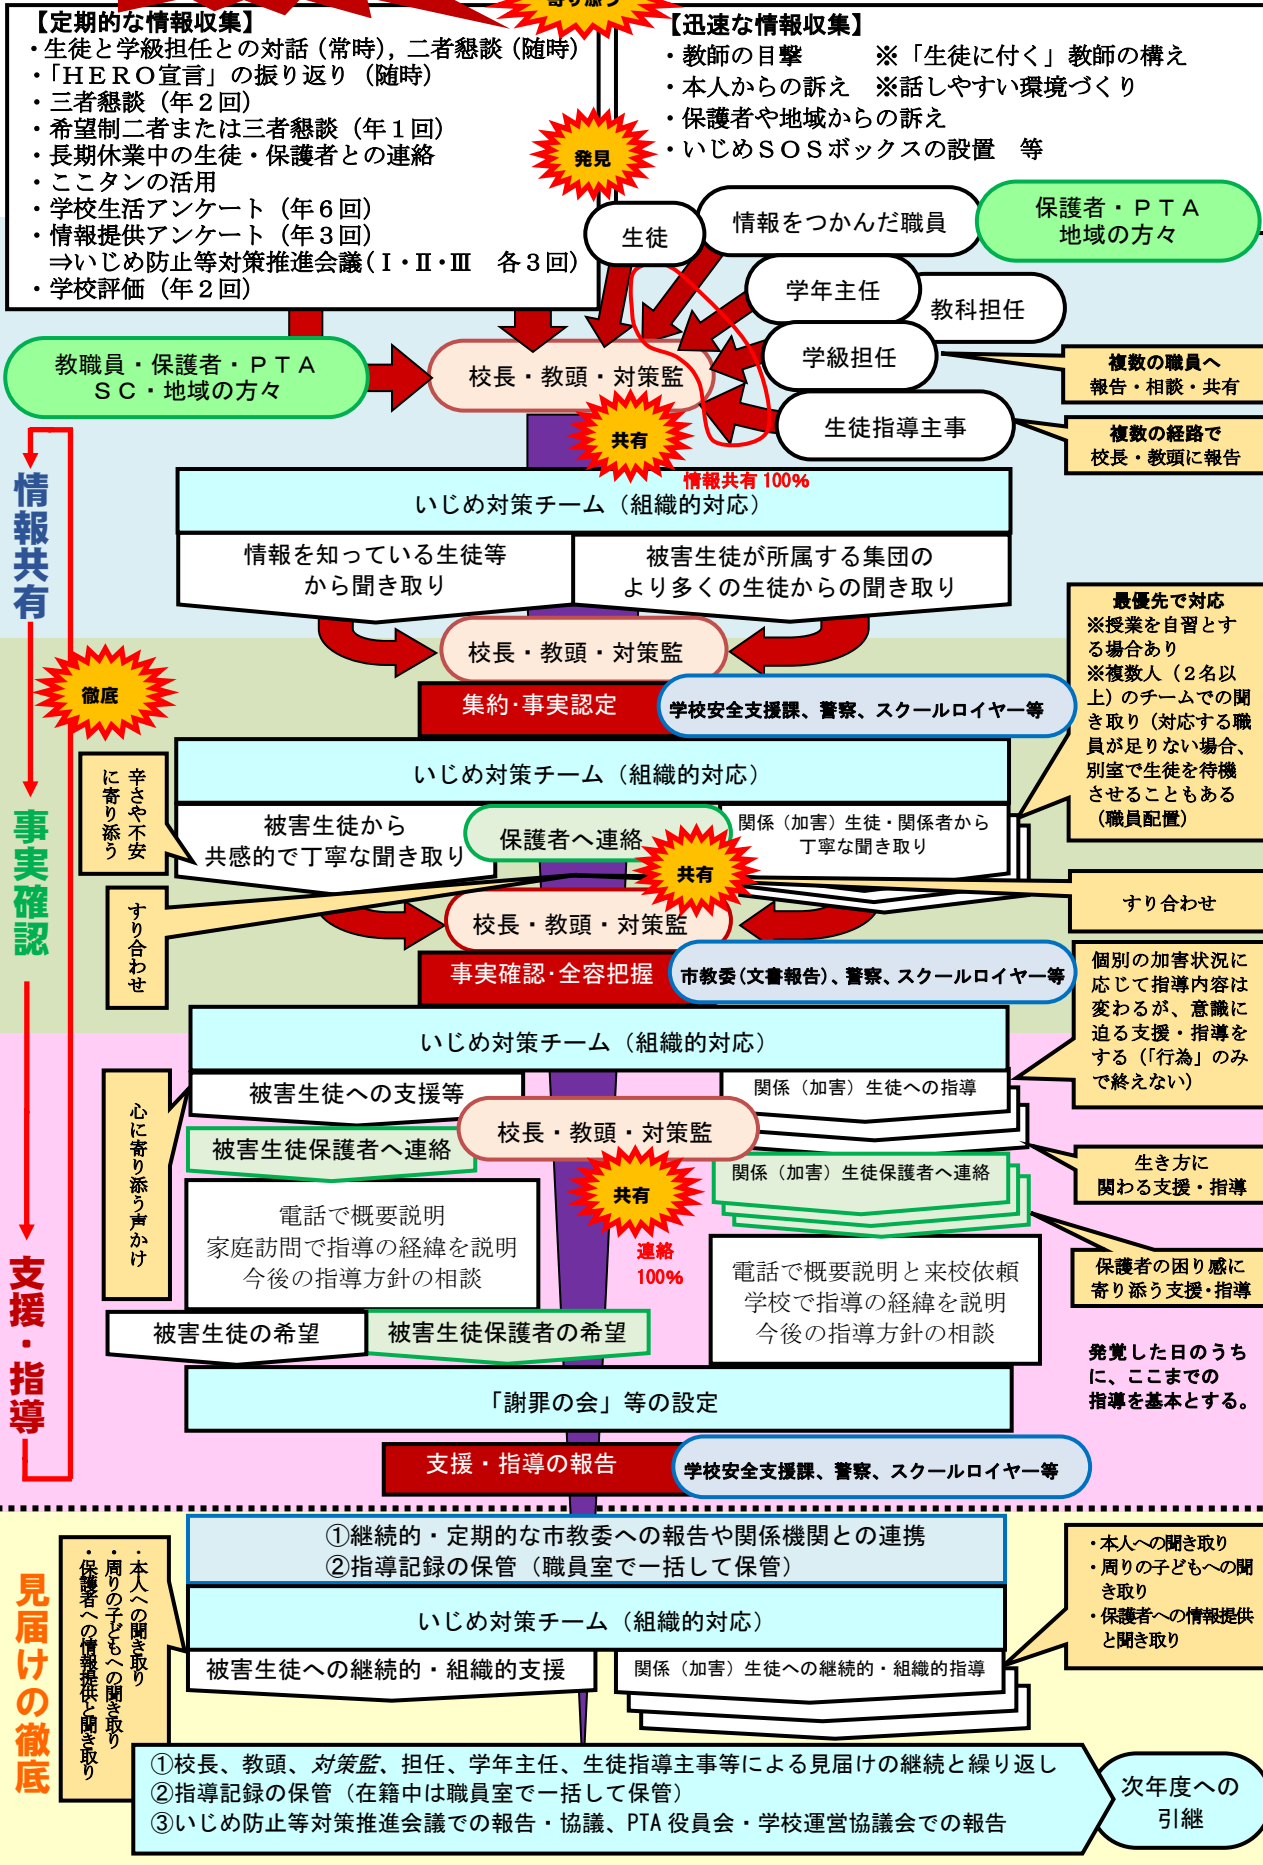 寄り添う
【定期的な情報収集】
・生徒と学級担任との対話（常時），二者懇談（随時）
・「ＨＥＲＯ宣言」の振り返り（随時）
・三者懇談（年２回）
・希望制二者または三者懇談（年１回）
・長期休業中の生徒・保護者との連絡
・ここタンの活用
・学校生活アンケート（年６回）
・情報提供アンケート（年３回）
⇒いじめ防止等対策推進会議（Ⅰ・Ⅱ・Ⅲ　各３回）
・学校評価（年２回）
【迅速な情報収集】
・教師の目撃　　※「生徒に付く」教師の構え
・本人からの訴え　※話しやすい環境づくり
・保護者や地域からの訴え
・いじめＳＯＳボックスの設置　等
発見
生徒
情報をつかんだ職員
保護者・ＰＴＡ
地域の方々
学年主任
教科担任
学級担任
生徒指導主事
教職員・保護者・ＰＴＡ
ＳＣ・地域の方々
校長・教頭・対策監
複数の職員へ
報告・相談・共有
複数の経路で
校長・教頭に報告
共有
情報共有 100%
情報共有
いじめ対策チーム（組織的対応）
情報を知っている生徒等
から聞き取り
被害生徒が所属する集団の
より多くの生徒からの聞き取り
校長・教頭・対策監
徹底
集約･事実認定
学校安全支援課、警察、スクールロイヤー等
最優先で対応
※授業を自習とす
る場合あり
※複数人（２名以
上）のチームでの聞
き取り（対応する職
員が足りない場合、
別室で生徒を待機
させることもある
（職員配置）
事実確認
いじめ対策チーム（組織的対応）
辛さや不安
に寄り添う
被害生徒から
共感的で丁寧な聞き取り
保護者へ連絡
関係（加害）生徒・関係者から
丁寧な聞き取り
共有
すり合わせ
すり合わせ
校長・教頭・対策監
事実確認･全容把握
市教委(文書報告)、警察、スクールロイヤー等
個別の加害状況に
応じて指導内容は
変わるが、意識に
迫る支援・指導を
する（「行為」のみ
で終えない）
いじめ対策チーム（組織的対応）
支援・指導
心に寄り添う声かけ
被害生徒への支援等
関係（加害）生徒への指導
校長・教頭・対策監
被害生徒保護者へ連絡
関係（加害）生徒保護者へ連絡
生き方に
関わる支援・指導
共有
連絡
100%
電話で概要説明
家庭訪問で指導の経緯を説明
今後の指導方針の相談
電話で概要説明と来校依頼
学校で指導の経緯を説明
今後の指導方針の相談
保護者の困り感に
寄り添う支援・指導
被害生徒の希望
被害生徒保護者の希望
発覚した日のうち
に、ここまでの
指導を基本とする。
「謝罪の会」等の設定
支援・指導の報告
学校安全支援課、警察、スクールロイヤー等
見届けの徹底
①継続的・定期的な市教委への報告や関係機関との連携
②指導記録の保管（職員室で一括して保管）
・本人への聞き取り
・周りの子どもへの聞き取り
・保護者への情報提供と聞き取り
いじめ対策チーム（組織的対応）
・本人への聞き取り
・周りの子どもへの聞
き取り
・保護者への情報提供
と聞き取り
被害生徒への継続的・組織的支援
関係（加害）生徒への継続的・組織的指導
①校長、教頭、対策監、担任、学年主任、生徒指導主事等による見届けの継続と繰り返し
②指導記録の保管（在籍中は職員室で一括して保管）
③いじめ防止等対策推進会議での報告・協議、PTA 役員会・学校運営協議会での報告
次年度への
引継